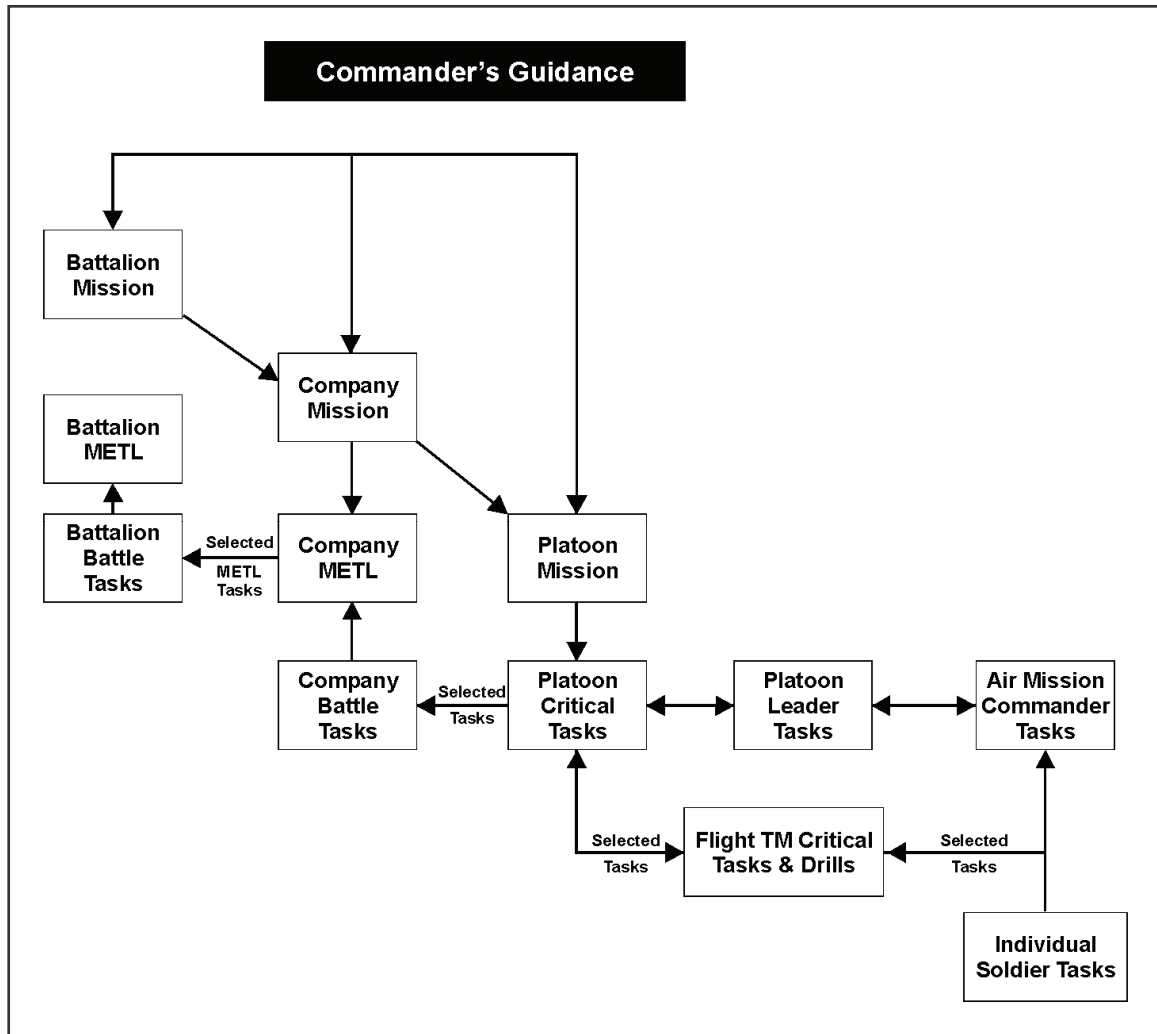 Commander’s Guidance
Battalion
Mission
Company
Mission
Battalion
METL
Battalion
Battle
Tasks
Selected
METL
Tasks
Company
METL
Platoon
Mission
Company
Battle
Tasks
Selected
Tasks
Platoon
Critical
Tasks
Platoon
Leader
Tasks
Air Mission
Commander
Tasks
Selected
Tasks
Flight TM Critical
Tasks & Drills
Selected
Tasks
Individual
Soldier Tasks